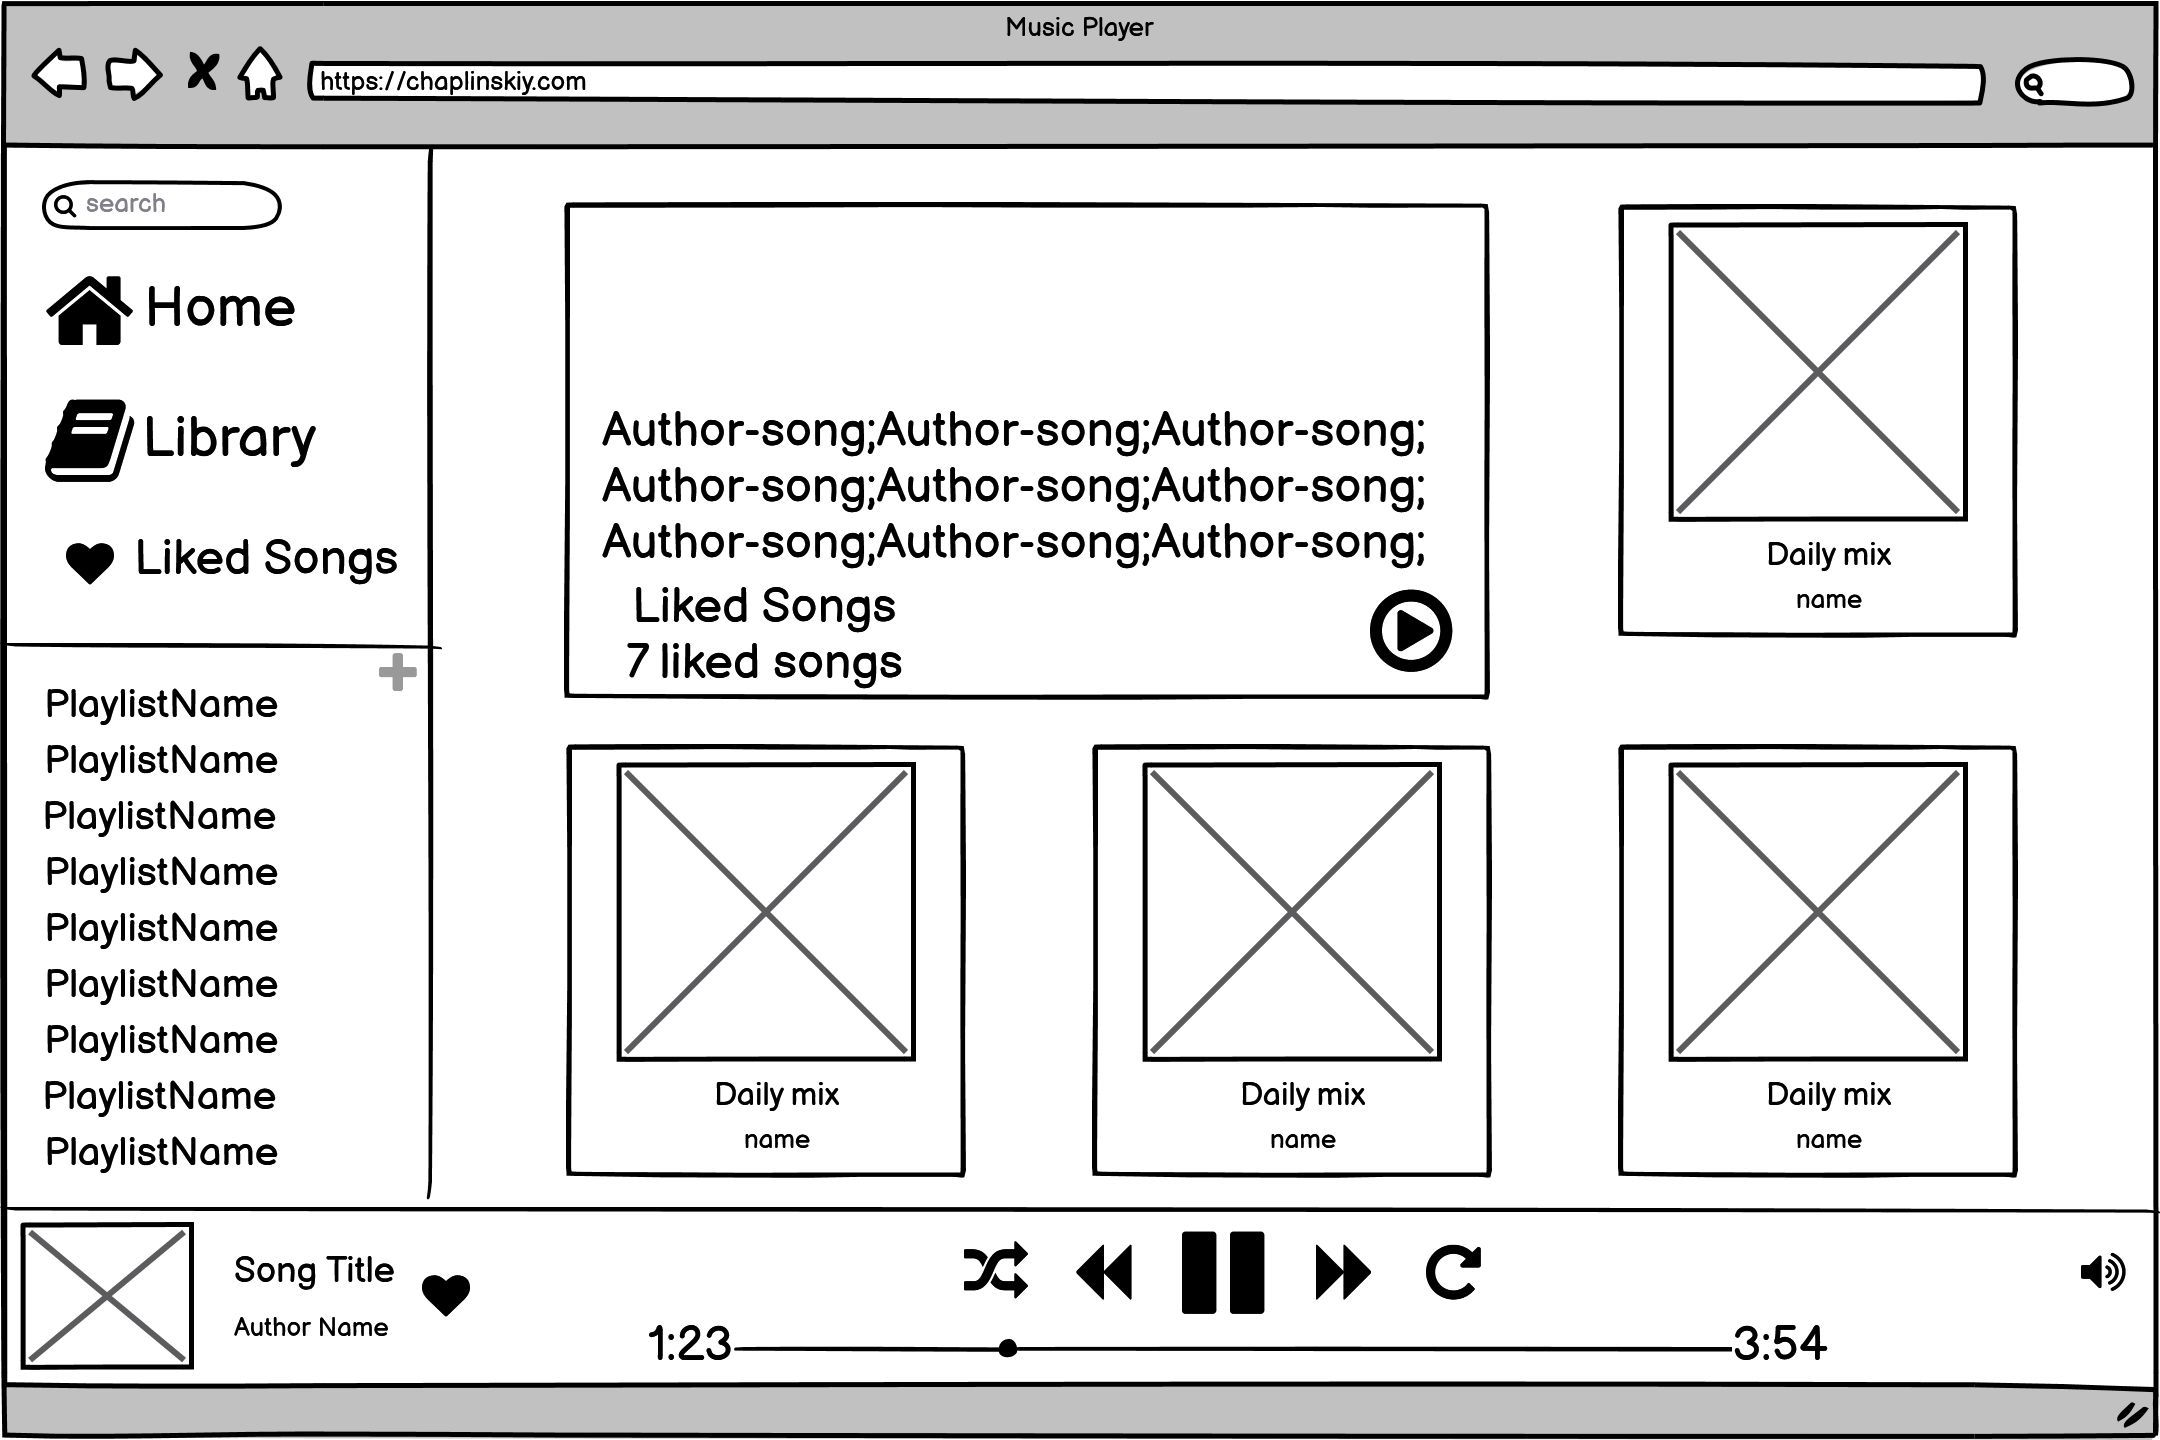 Music Player
https://chaplinskiy.com
search
Home
Library
Liked Songs
PlaylistName
PlaylistName
PlaylistName
PlaylistName
PlaylistName
PlaylistName
PlaylistName
PlaylistName
PlaylistName
Author-song;Author-song;Author-song;
Author-song;Author-song;Author-song;
Author-song;Author-song;Author-song;
Liked Songs
7 liked songs
Daily mix
name
Daily mix
name
Daily mix
name
Daily mix
name
Song Title
Author Name
1:23
3:54